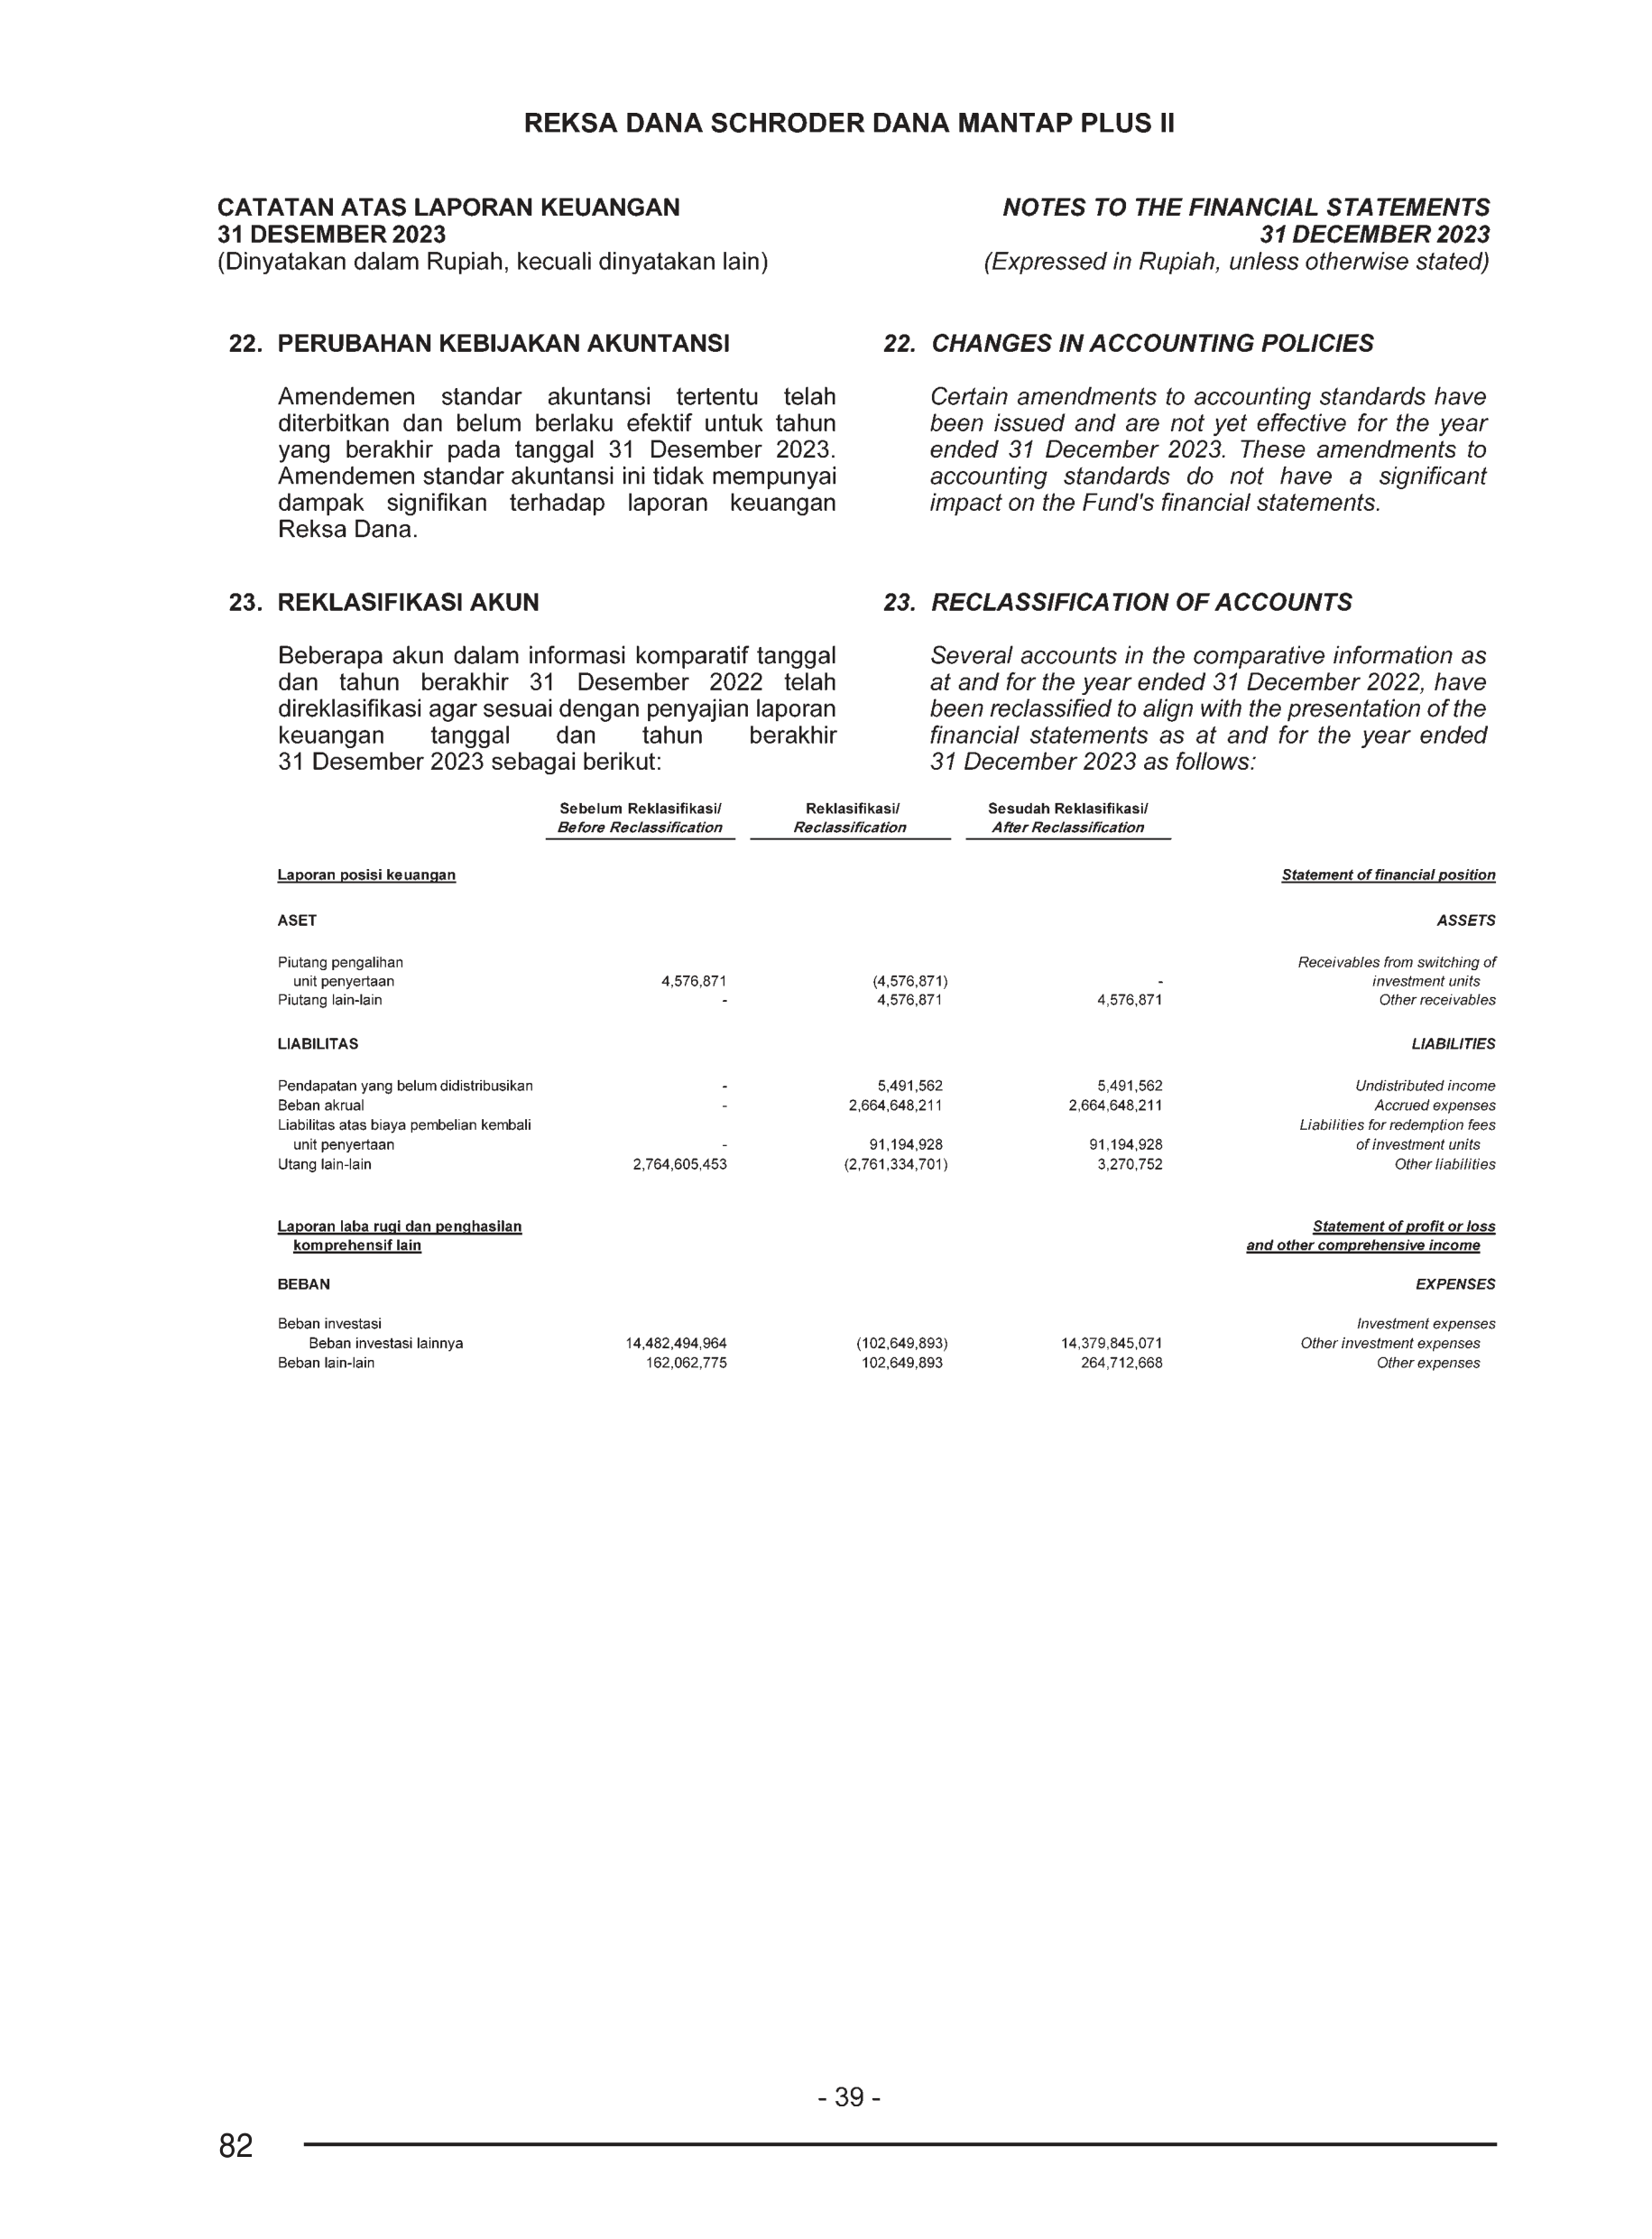 REKSA DANA SCHRODER DANA MANTAP PLUS II
CATATAN ATAS LAPORAN KEUANGAN
31 DESEMBER 2023
(Dinyatakan dalam Rupiah, kecuali dinyatakan lain)
NOTES TO THE FINANCIAL STATEMENTS
31 DECEMBER 2023
(Expressed in Rupiah, unless otherwise stated)
22. PERUBAHAN KEBIJAKAN AKUNTANSI
Amendemen standar akuntansi tertentu telah
diterbitkan dan belum berlaku efektif untuk tahun
yang berakhir pada tanggal 31 Desember 2023.
Amendemen standar akuntansi ini tidak mempunyai
dampak signifikan terhadap laporan keuangan
Reksa Dana.
22. CHANGES IN ACCOUNTING POLICIES
Certain amendments to accounting standards have
been issued and are not yet effective for the year
ended 31 December 2023. These amendments to
accounting standards do not have a significant
impact on the Fund's financial statements.
23. REKLASIFIKASI AKUN
Beberapa akun dalam informasi komparatif tanggal
dan tahun berakhir 31 Desember 2022 telah
direklasifikasi agar sesuai dengan penyajian laporan
keuangan tanggal dan tahun berakhir
31 Desember 2023 sebagai berikut:
23. RECLASSIFICATION OF ACCOUNTS
Several accounts in the comparative information as
at and for the year ended 31 December 2022, have
been reclassified to align with the presentation of the
financial statements as at and for the year ended
31 December 2023 as follows:
Sebelum Reklasifikasi/ Reklasifikasi/ Sesudah Reklasifikasi/
Before Reclassification Reclassification After Reclassification
Laporan posisi keuangan Statement of financial position
ASET ASSETS
Piutang pengalihan Receivables from switching of
unit penyertaan 4,576,871 (4,576,871) - investment units
Piutang lain-lain - 4,576,871 4,576,871 Other receivables
LIABILITAS LIABILITIES
Pendapatan yang belum didistribusikan - 5,491,562 5,491,562 Undistributed income
Beban akrual - 2,664,648,211 2,664,648,211 Accrued expenses
Liabilitas atas biaya pembelian kembali Liabilities for redemption fees
unit penyertaan - 91,194,928 91,194,928 of investment units
Utang lain-lain 2,764,605,453 (2,761,334,701) 3,270,752 Other liabilities
Laporan laba rugi dan penghasilan Statement of profit or loss
komprehensif lain and other comprehensive income
BEBAN EXPENSES
Beban investasi Investment expenses
Beban investasi lainnya 14,482,494,964 (102,649,893) 14,379,845,071 Other investment expenses
Beban lain-lain 162,062,775 102,649,893 264,712,668 Other expenses
- 39 -
82